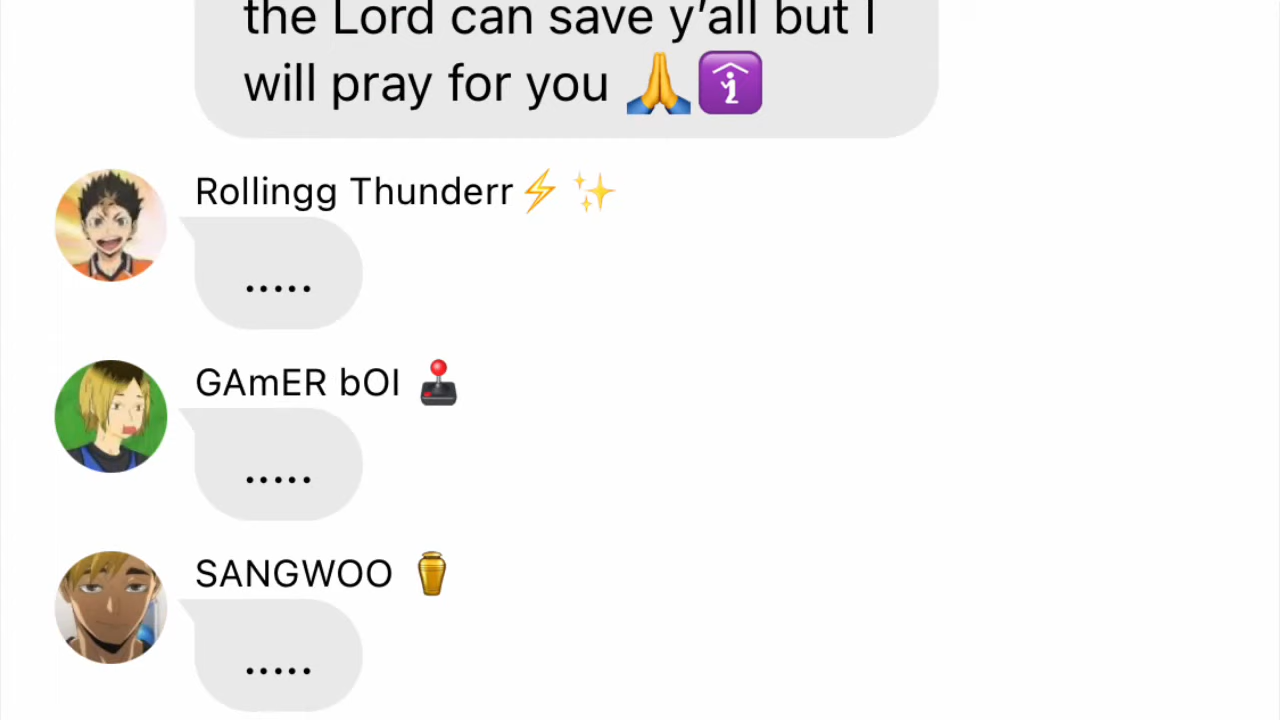 the Lord can save y'all but I
will pray for you 🙏🛐
Rollingg Thunderr⚡✨
.....
GAmER bOI 🕹️
.....
SANGWOO ⚱️
.....